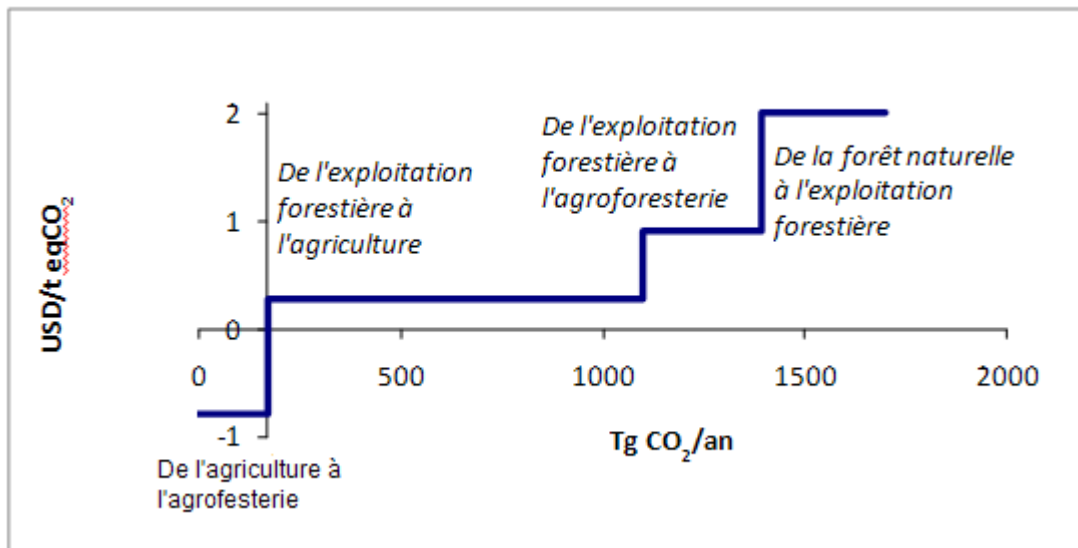 2
De l'exploitation
forestière à
l'agriculture
De l'exploitation
forestière à
l'agroforesterie
De la forêt naturelle
à l'exploitation
forestière
1
USD/t eqCO2
0
0
500
1000
1500
2000
-1
Tg CO2/an
De l'agriculture à
l'agrofesterie